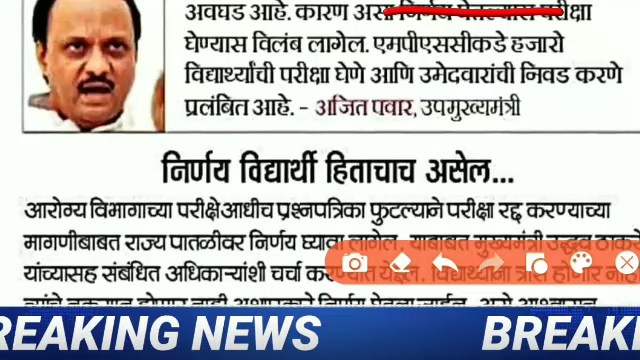 अवघड आहे. कारण असा निर्णय घेतल्यास परीक्षा
घेण्यास विलंब लागेल. एमपीएससीकडे हजारो
विद्यार्थ्यांची परीक्षा घेणे आणि उमेदवारांची निवड करणे
प्रलंबित आहे. - अजित पवार, उपमुख्यमंत्री
निर्णय विद्यार्थी हिताचाच असेल...
आरोग्य विभागाच्या परीक्षेआधीच प्रश्नपत्रिका फुटल्याने परीक्षा रद्द करण्याच्या
मागणीबाबत राज्य पातळीवर निर्णय घ्यावा लागेल. याबाबत मुख्यमंत्री उद्धव ठाकरे
यांच्यासह संबंधित अधिकाऱ्यांशी चर्चा करण्यात येईल. विद्यार्थ्यांना त्रास होणार नाही
REAKING NEWS BREAKI